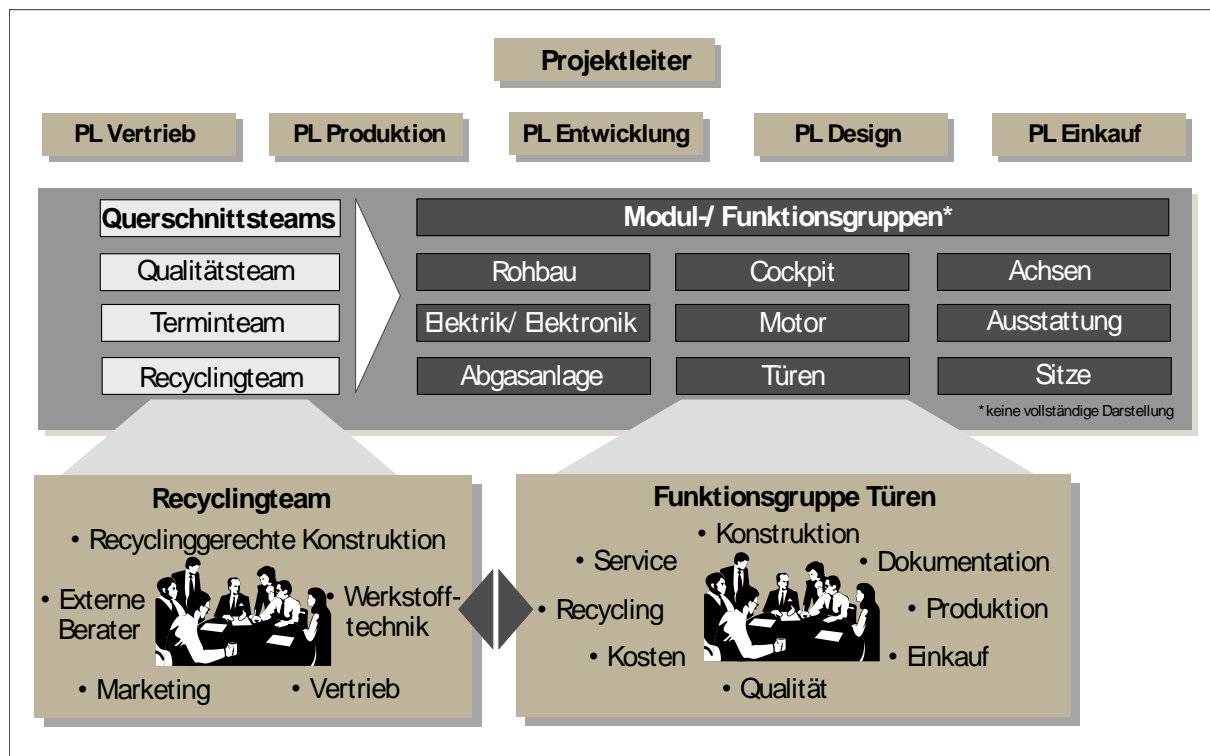 Projektleiter
PL Vertrieb
PL Produktion
PL Entwicklung
PL Design
PL Einkauf
Querschnittsteams
Qualitätsteam
Terminteam
Recyclingteam
Modul-/ Funktionsgruppen*
Rohbau
Cockpit
Achsen
Elektrik/ Elektronik
Motor
Ausstattung
Abgasanlage
Türen
Sitze
* keine vollständige Darstellung
Recyclingteam
• Recyclinggerechte Konstruktion
• Externe
Berater
• Werkstoff-
technik
• Marketing
• Vertrieb
Funktionsgruppe Türen
• Konstruktion
• Service
• Dokumentation
• Recycling
• Produktion
• Kosten
• Einkauf
• Qualität